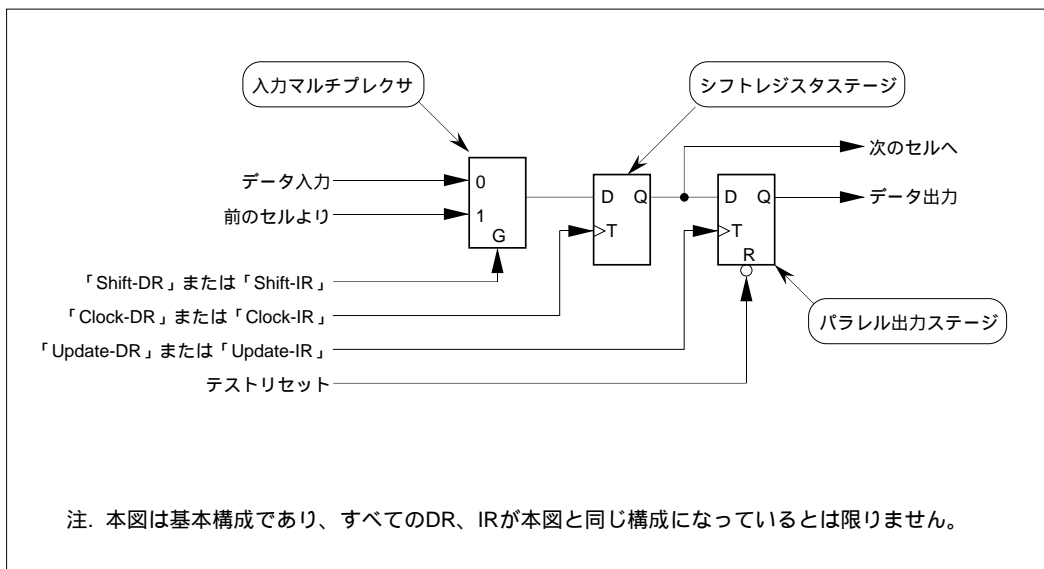 入力マルチプレクサ
シフトレジスタステージ
次のセルへ
データ入力
0
D
Q
D
Q
データ出力
前のセルより
1
G
T
T
R
「Shift-DR」または「Shift-IR」
「Clock-DR」または「Clock-IR」
パラレル出力ステージ
「Update-DR」または「Update-IR」
テストリセット
注. 本図は基本構成であり、すべてのDR、IRが本図と同じ構成になっているとは限りません。